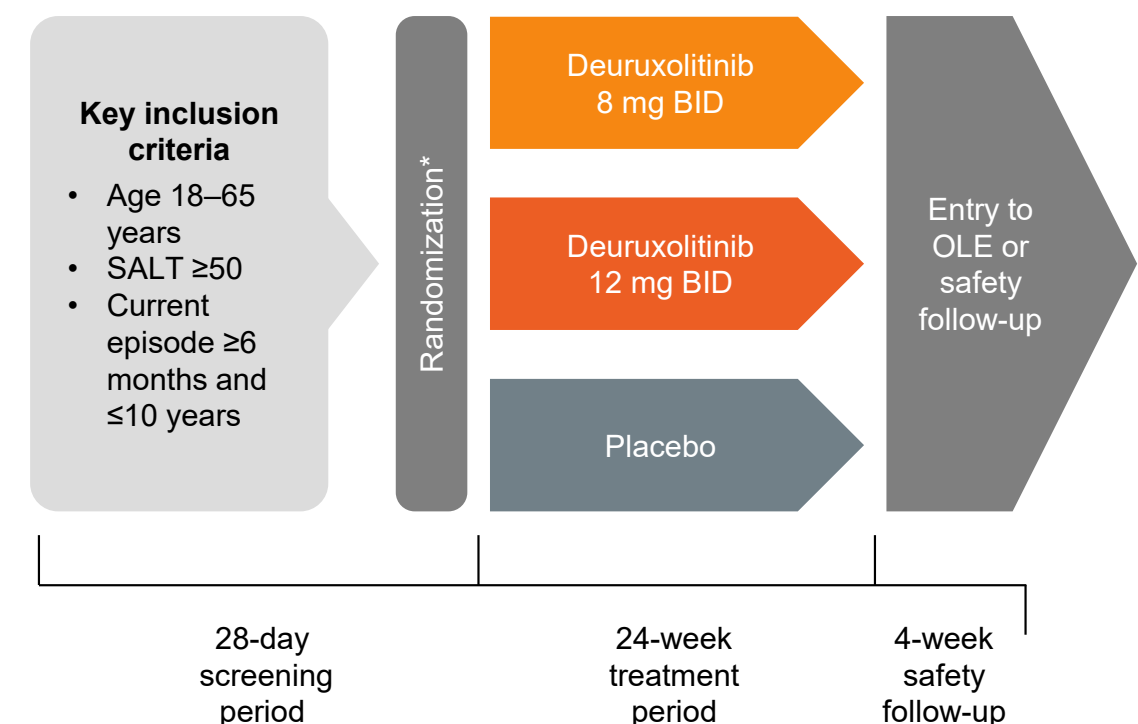 Key inclusion
criteria
• Age 18–65
years
• SALT ≥50
• Current
episode ≥6
months and
≤10 years
Randomization*
Deuruxolitinib
8 mg BID
Deuruxolitinib
12 mg BID
Placebo
Entry to
OLE or
safety
follow-up
28-day
screening
period
24-week
treatment
period
4-week
safety
follow-up